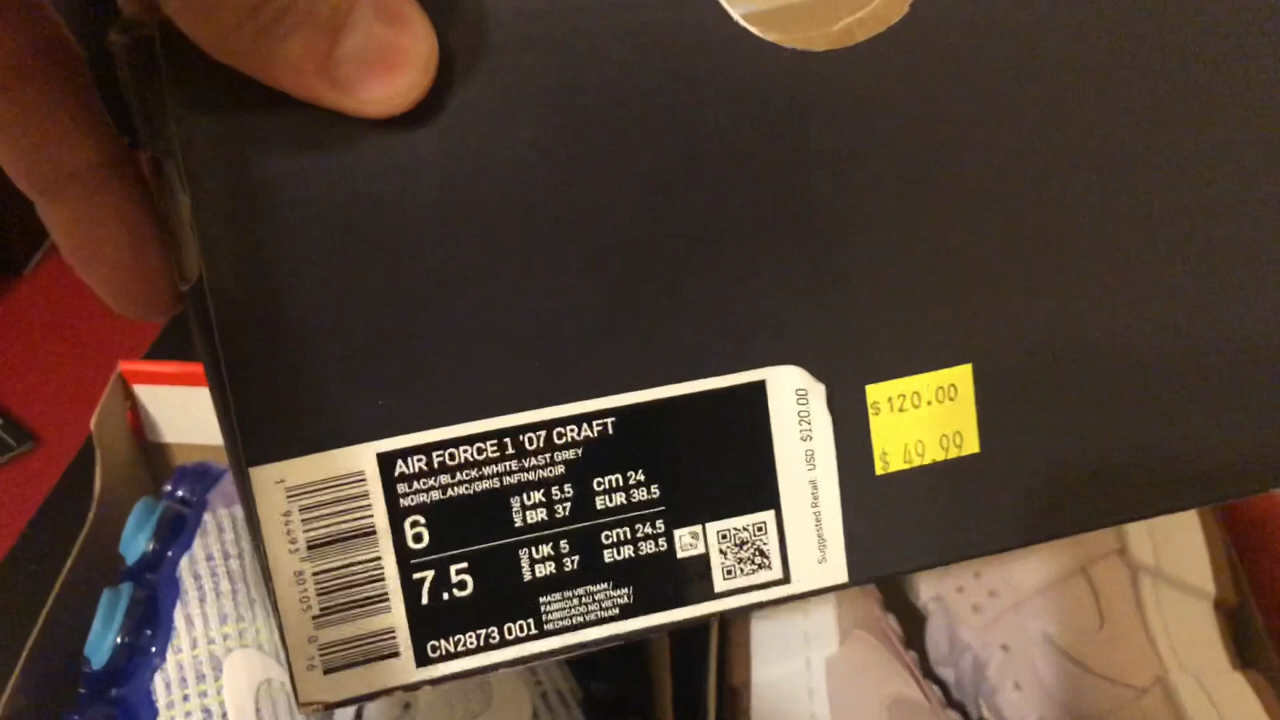 AIR FORCE 1 '07 CRAFT
BLACK/BLACK-WHITE-VAST GREY
NOIR/BLANC/GRIS INFINI/NOIR
6
MENS
UK 5.5
BR 37
cm 24
EUR 38.5
7.5
WMNS
UK 5
BR 37
cm 24.5
EUR 38.5
CN2873 001
MADE IN VIETNAM /
FABRIQUE AU VIETNAM /
FABRICADO NO VIETNÃ /
HECHO EN VIETNAM
Suggested Retail: USD $120.00
$120.00
$ 49.99